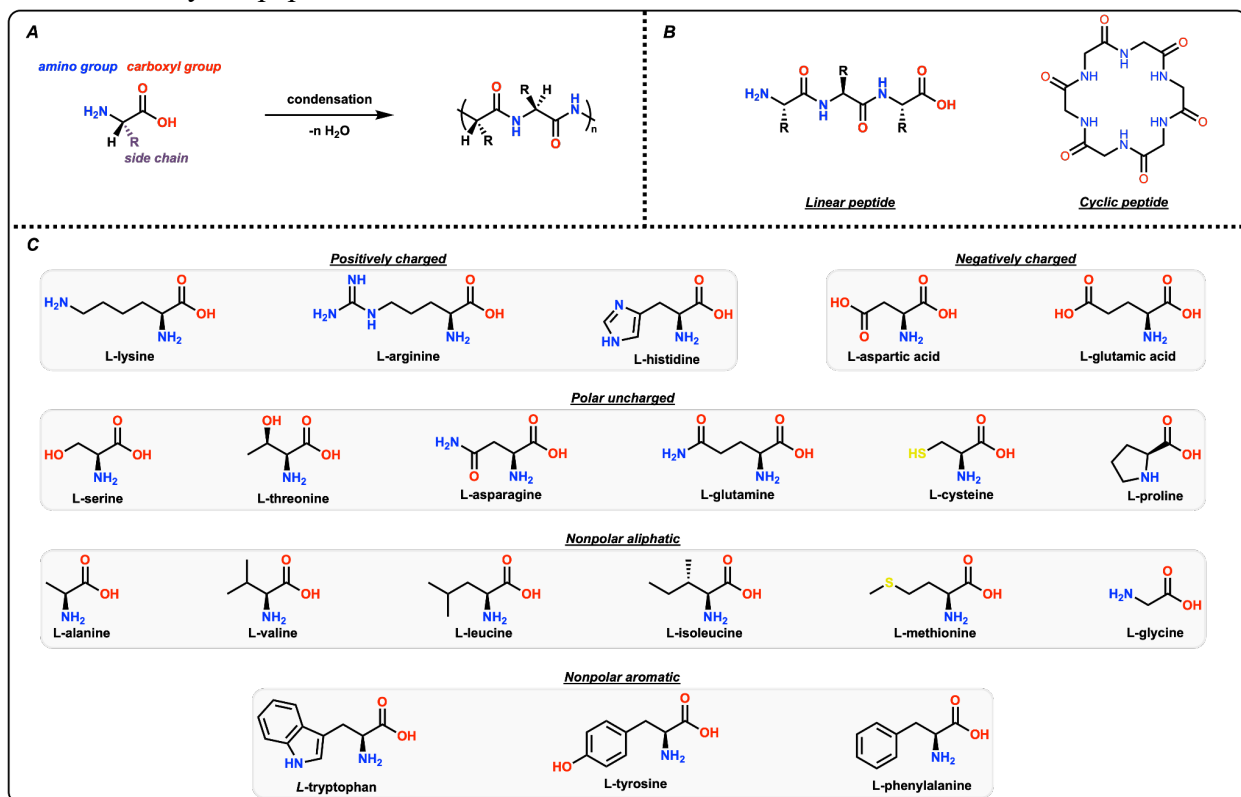 A
amino group carboxyl group
H₂N
O
OH
H
R
side chain
condensation
-n H₂O
O
R
H
H
N
H
R
N
H
O
n
B
H₂N
O
R
N
H
R
H
N
O
O
OH
R
Linear peptide
O
O
N
H
O
NH
HN
O
NH
HN
H
N
O
O
O
Cyclic peptide
C
Positively charged
H₂N
O
OH
NH₂
L-lysine
NH
H₂N
N
H
O
OH
NH₂
L-arginine
N
HN
O
OH
NH₂
L-histidine
Negatively charged
HO
O
O
OH
NH₂
L-aspartic acid
O
HO
O
OH
NH₂
L-glutamic acid
Polar uncharged
HO
O
OH
NH₂
L-serine
OH
O
OH
NH₂
L-threonine
H₂N
O
O
OH
NH₂
L-asparagine
O
H₂N
O
OH
NH₂
L-glutamine
HS
O
OH
NH₂
L-cysteine
O
OH
NH
L-proline
Nonpolar aliphatic
O
OH
NH₂
L-alanine
O
OH
NH₂
L-valine
O
OH
NH₂
L-leucine
O
OH
NH₂
L-isoleucine
S
O
OH
NH₂
L-methionine
H₂N
O
OH
L-glycine
Nonpolar aromatic
HN
O
OH
NH₂
L-tryptophan
HO
O
OH
NH₂
L-tyrosine
O
OH
NH₂
L-phenylalanine